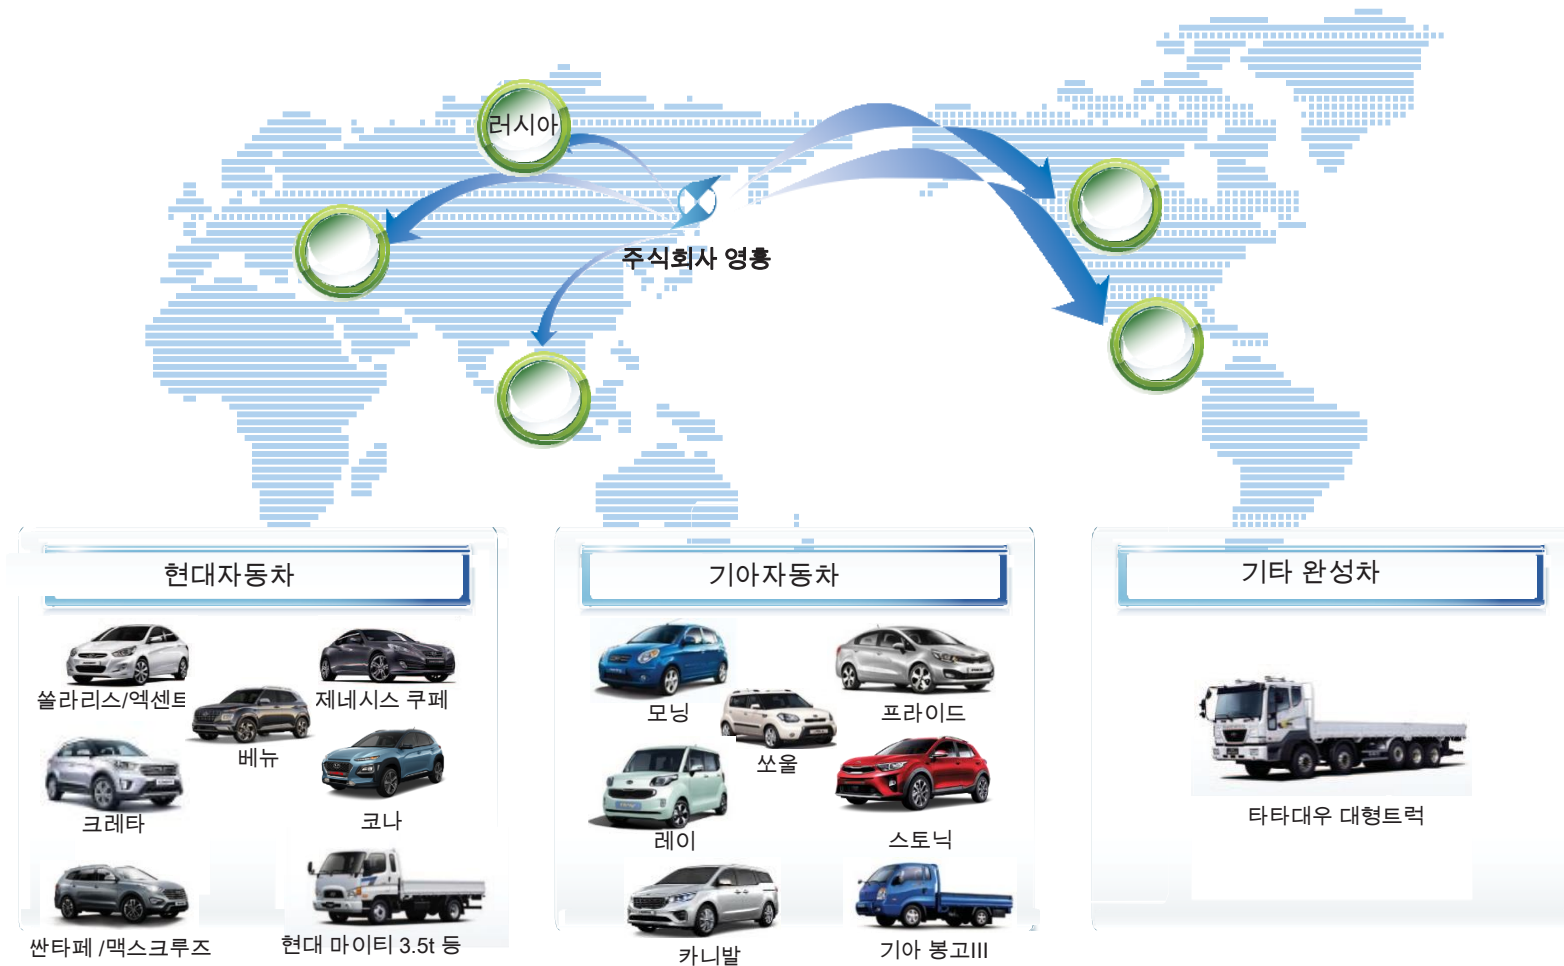 러시아
주식회사 영흥
현대자동차
기아자동차
기타 완성차
쏠라리스/엑센트
제네시스 쿠페
베뉴
크레타
코나
싼타페 /맥스크루즈
현대 마이티 3.5t 등
모닝
프라이드
쏘울
레이
스토닉
카니발
기아 봉고III
타타대우 대형트럭